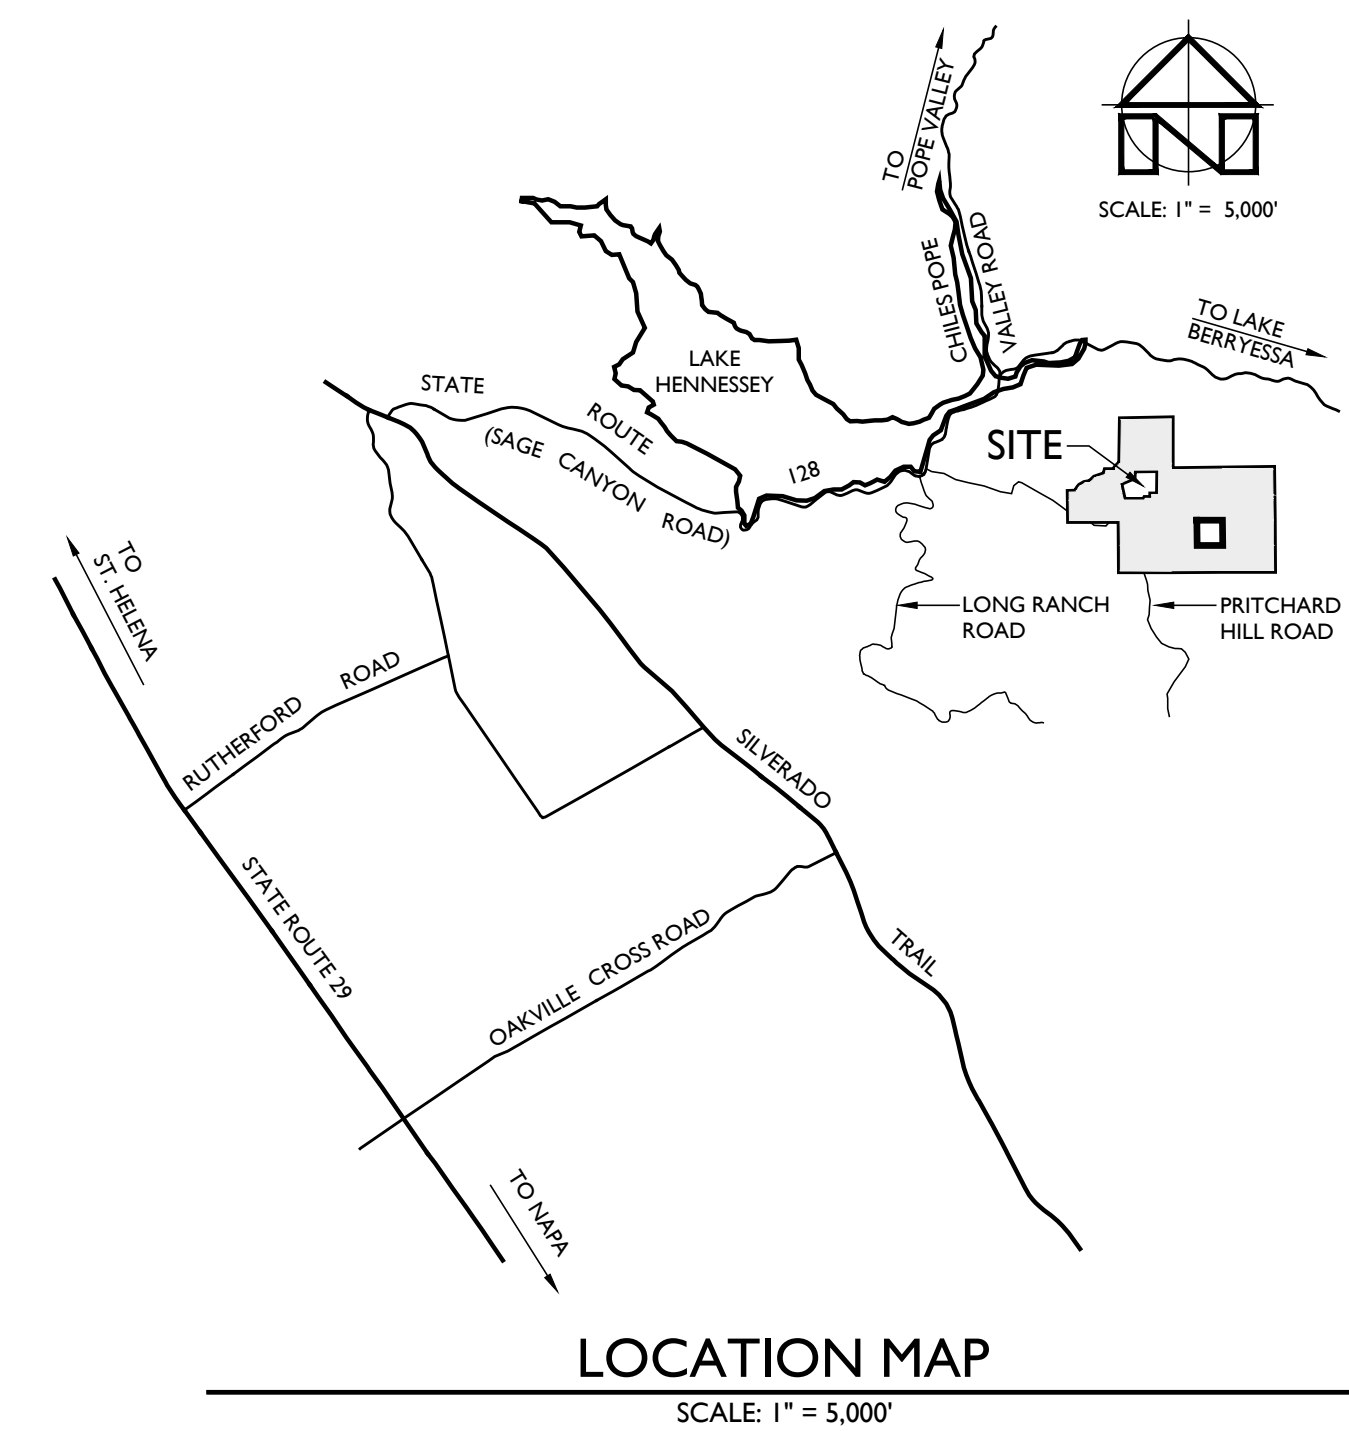 TO
POPE VALLEY
N
SCALE: 1" = 5,000'
CHILES POPE
VALLEY ROAD
TO LAKE
BERRYESSA
LAKE
HENNESSEY
STATE
ROUTE
128
(SAGE CANYON ROAD)
SITE
TO
ST. HELENA
LONG RANCH
ROAD
PRITCHARD
HILL ROAD
RUTHERFORD ROAD
SILVERADO
TRAIL
STATE ROUTE 29
OAKVILLE CROSS ROAD
TO NAPA
LOCATION MAP
SCALE: 1" = 5,000'